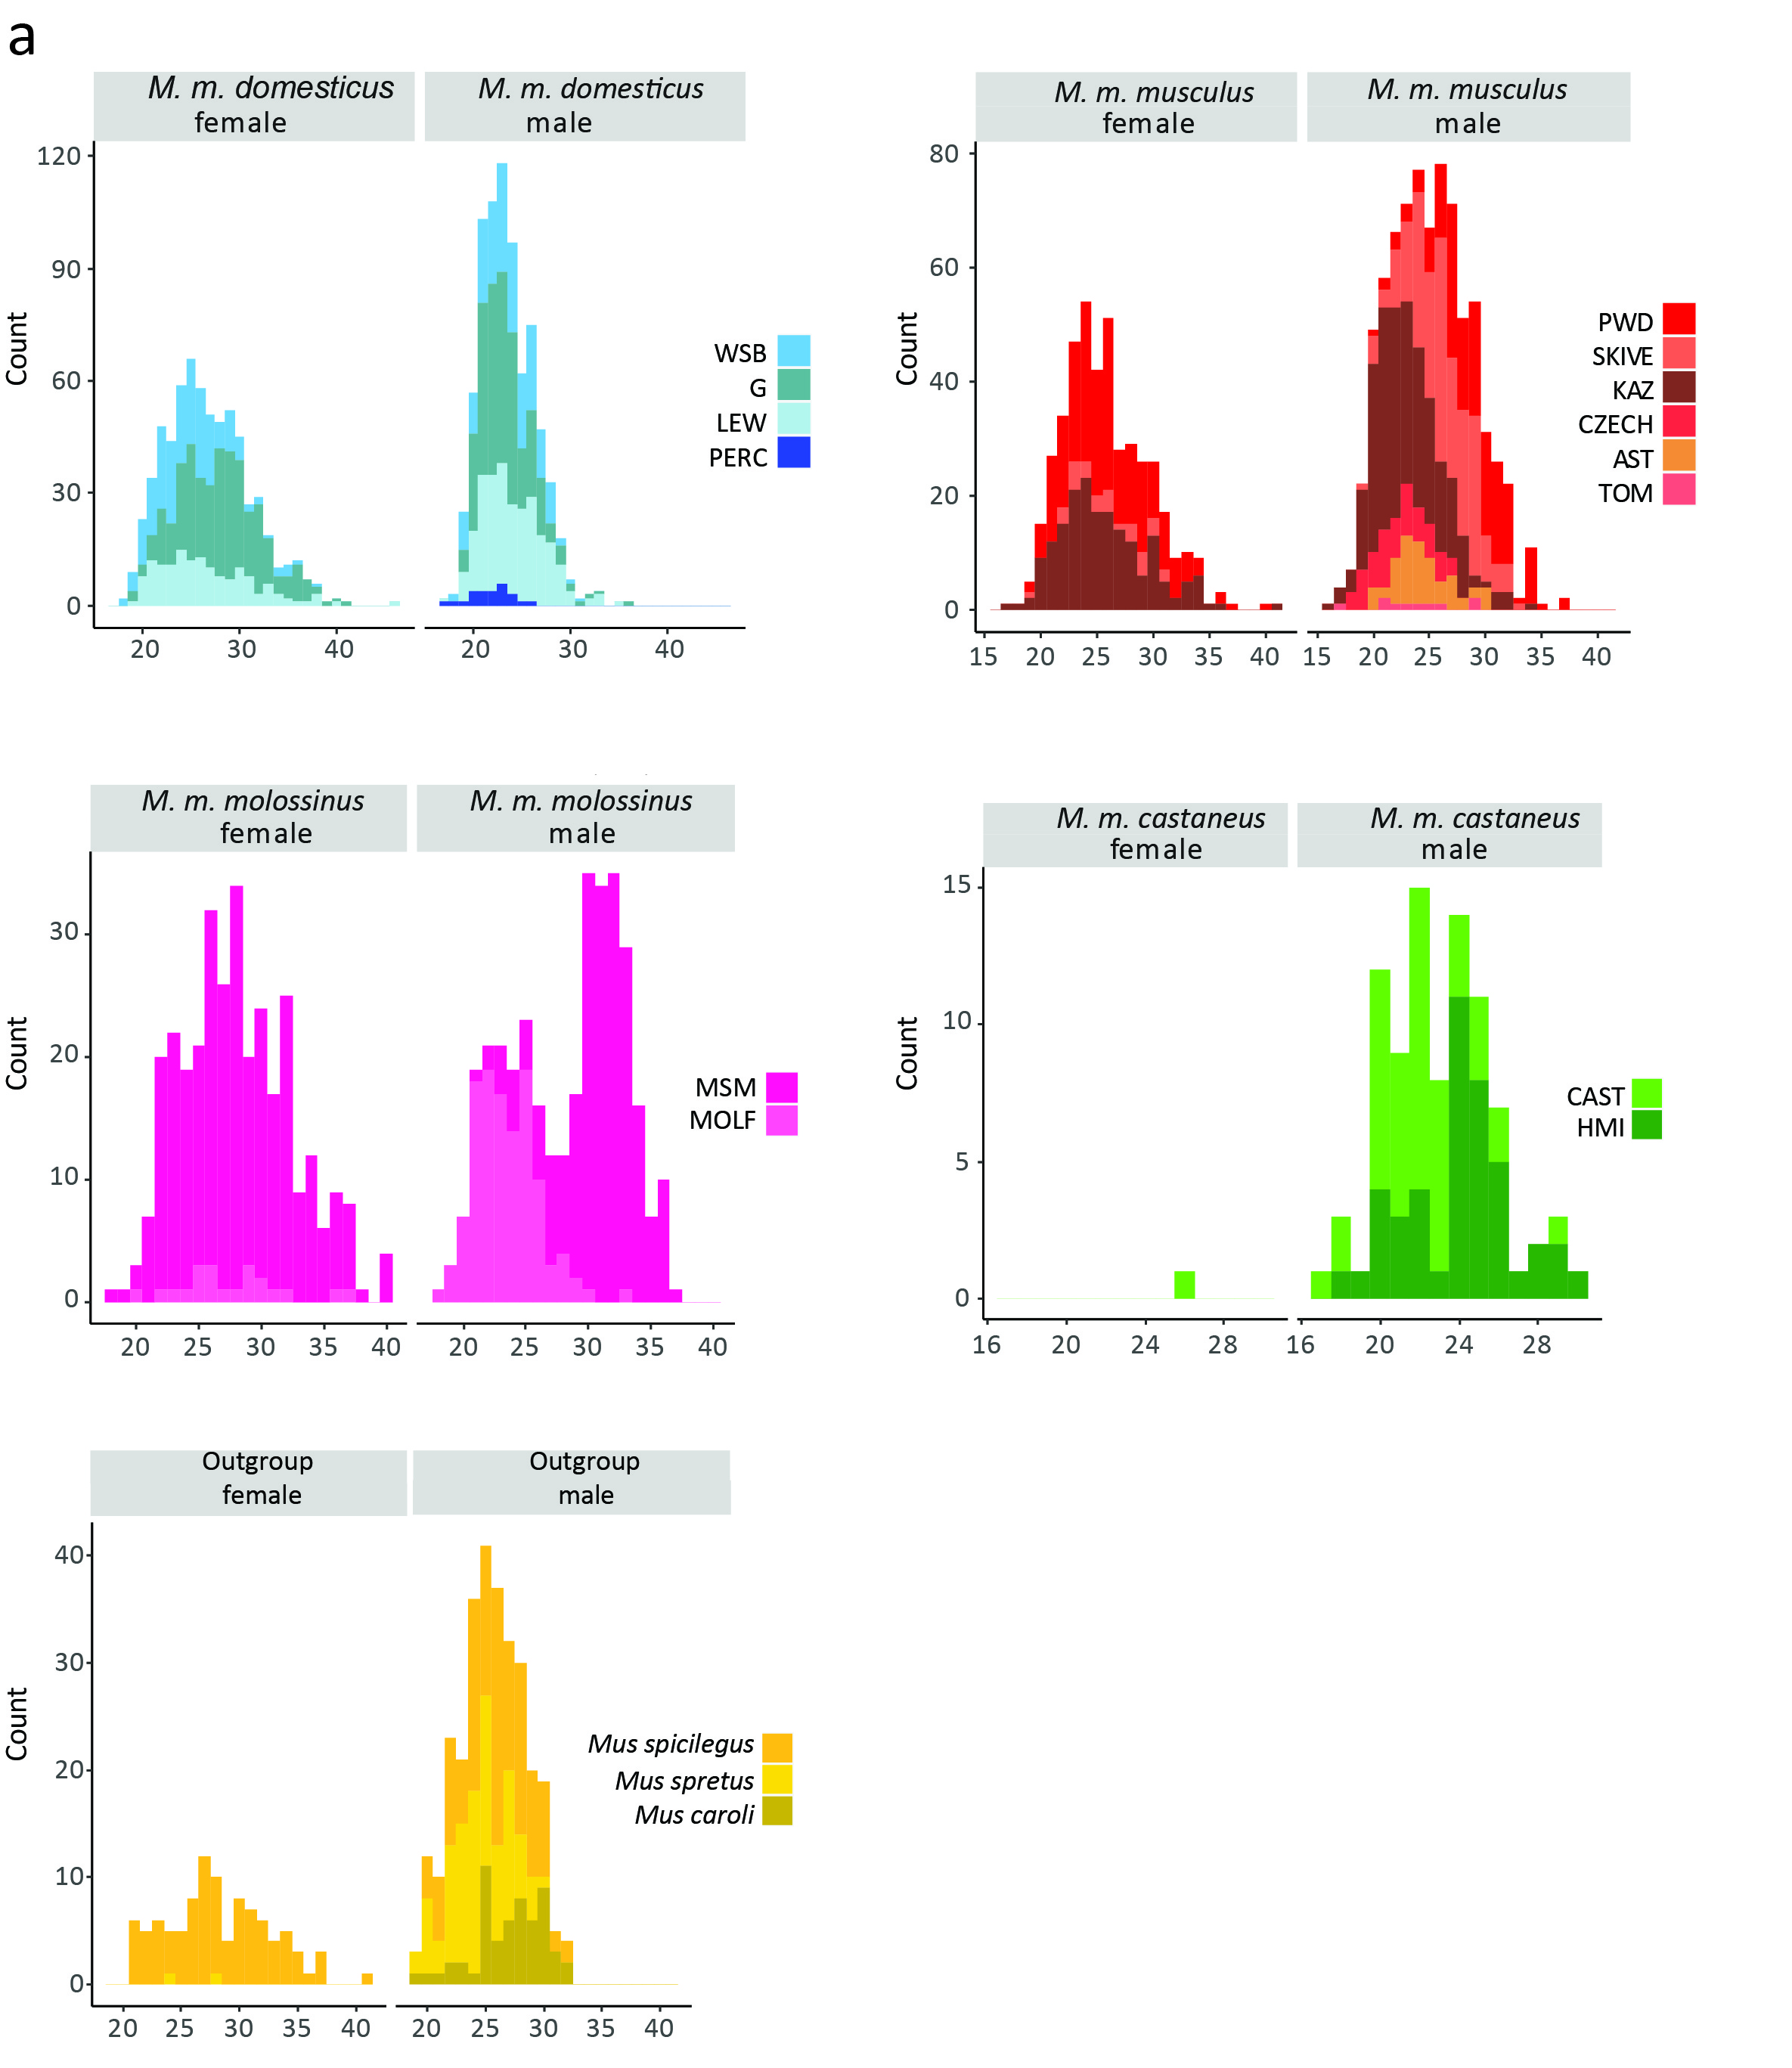 a
M. m. domesticus
female
M. m. domesticus
male
Count
120
90
60
30
0
20 30 40
20 30 40
WSB
G
LEW
PERC
M. m. musculus
female
M. m. musculus
male
Count
80
60
40
20
0
15 20 25 30 35 40
15 20 25 30 35 40
PWD
SKIVE
KAZ
CZECH
AST
TOM
M. m. molossinus
female
M. m. molossinus
male
Count
30
20
10
0
20 25 30 35 40
20 25 30 35 40
MSM
MOLF
M. m. castaneus
female
M. m. castaneus
male
Count
15
10
5
0
16 20 24 28
16 20 24 28
CAST
HMI
Outgroup
female
Outgroup
male
Count
40
30
20
10
0
20 25 30 35 40
20 25 30 35 40
Mus spicilegus
Mus spretus
Mus caroli